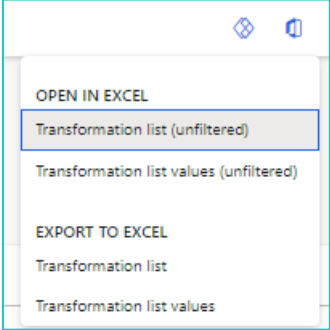 OPEN IN EXCEL
Transformation list (unfiltered)
Transformation list values (unfiltered)
EXPORT TO EXCEL
Transformation list
Transformation list values